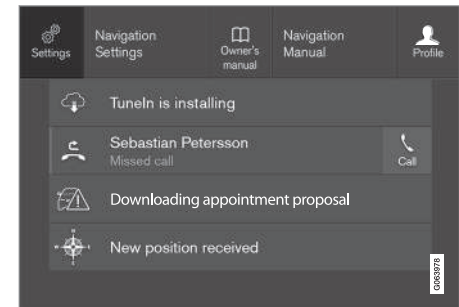 Settings
Navigation
Settings
Owner's
manual
Navigation
Manual
Profile
TuneIn is installing
Sebastian Petersson
Missed call
Call
Downloading appointment proposal
New position received
G063978